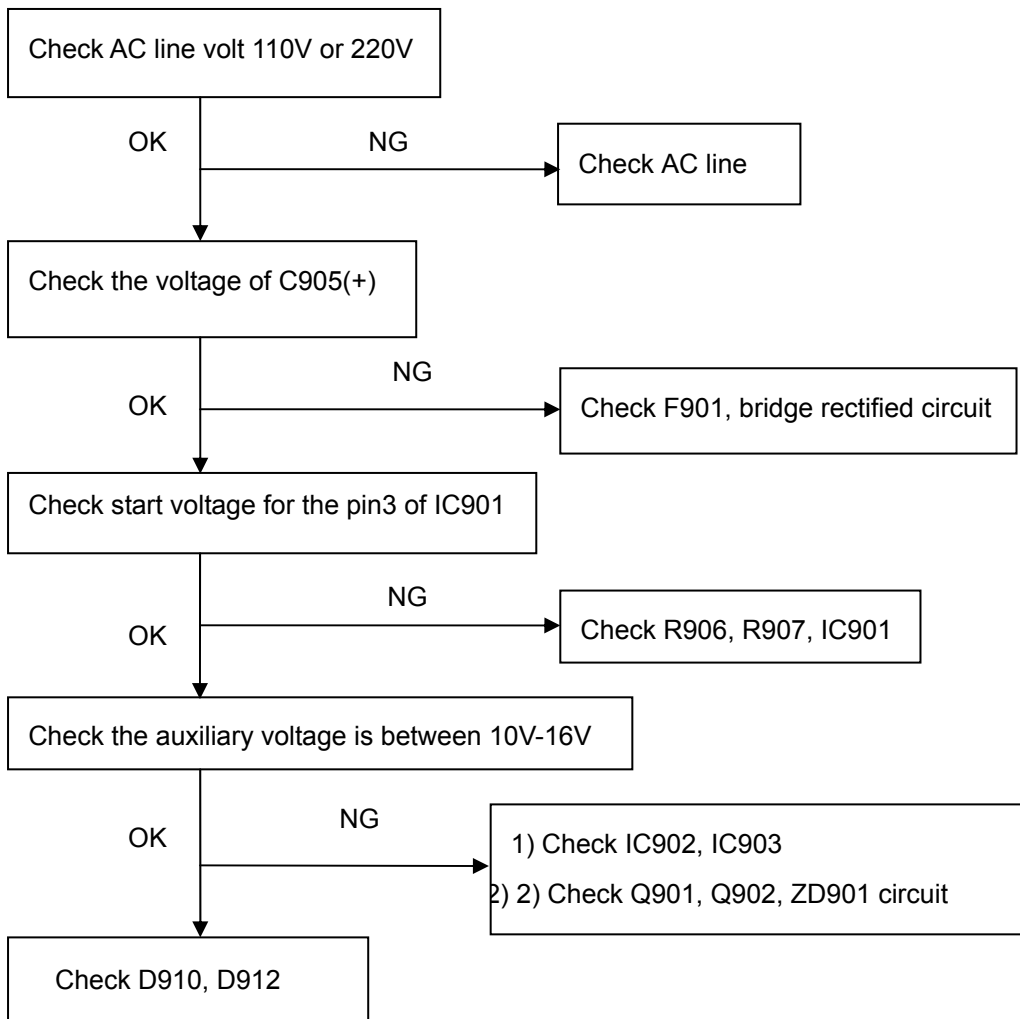 Check AC line volt 110V or 220V
OK
NG
Check AC line
Check the voltage of C905(+)
NG
OK
Check F901, bridge rectified circuit
Check start voltage for the pin3 of IC901
NG
OK
Check R906, R907, IC901
Check the auxiliary voltage is between 10V-16V
NG
OK
1) Check IC902, IC903
2) 2) Check Q901, Q902, ZD901 circuit
Check D910, D912